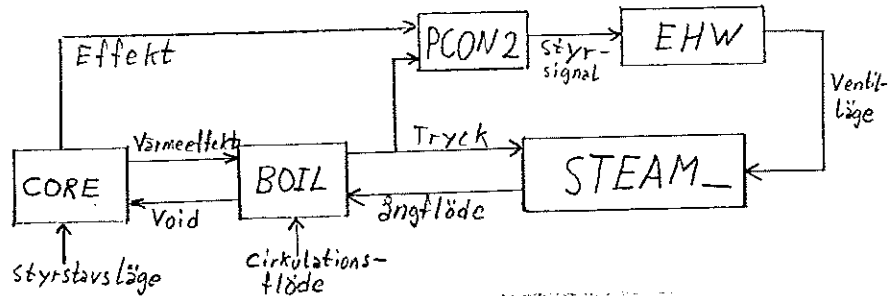 Effekt
PCON2
Styr-
signal
EHW
Ventil-
läge
CORE
Värmeeffekt
Void
BOIL
Tryck
ångflöde
STEAM_
Styrstavsläge
Cirkulations-
flöde